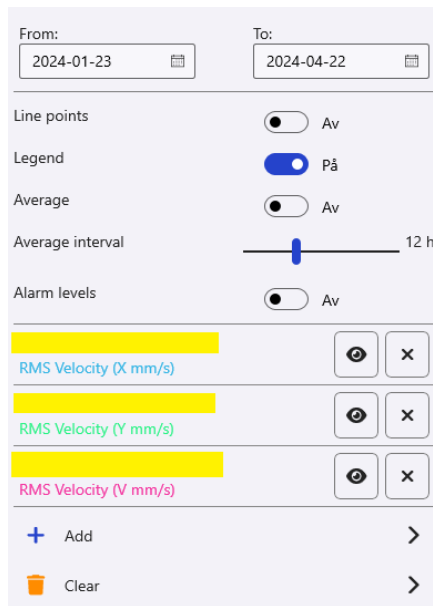 From: To:
2024-01-23 2024-04-22
Line points Av
Legend På
Average Av
Average interval 12 h
Alarm levels Av
RMS Velocity (X mm/s)
RMS Velocity (Y mm/s)
RMS Velocity (V mm/s)
Add
Clear